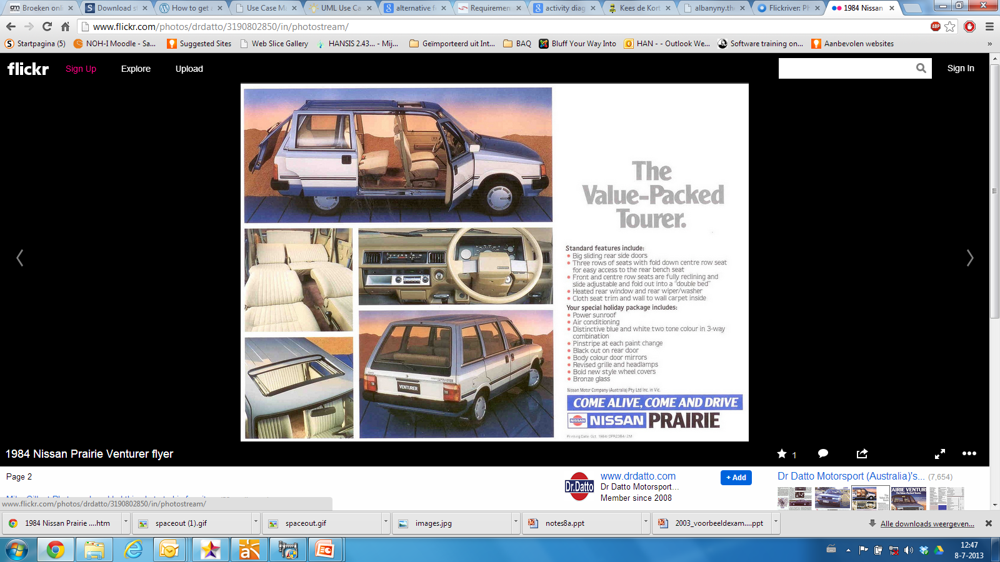 Broeken onl
Download st
How to get a
Use Case Mo
UML Use Ca
alternative f
Requiremen
activity diag
Kees de Kort
albanyny.the
Flickriver: Ph
1984 Nissan
www.flickr.com/photos/drdatto/3190802850/in/photostream/
ABP
Startpagina (5)
NOH-I Moodle - Sa...
Suggested Sites
Web Slice Gallery
HANSIS 2.43... - Mij...
Geïmporteerd uit Int...
BAQ
Bluff Your Way Into
HAN - - Outlook We...
Software training on...
Aanbevolen websites
»
flickr
Sign Up
Explore
Upload
Sign In
The
Value-Packed
Tourer.
Standard features include:
• Big sliding rear side doors
• Three rows of seats with fold down centre row seat
for easy access to the rear bench seat
• Front and centre row seats are fully reclining and
slide adjustable and fold out into a "double bed"
• Heated rear window and rear wiper/washer
• Cloth seat trim and wall to wall carpet inside
Your special holiday package includes:
• Power sunroof
• Air conditioning
• Distinctive blue and white two tone colour in 3-way
combination
• Pinstripe at each paint change
• Black out on rear door
• Body colour door mirrors
• Revised grille and headlamps
• Bold new style wheel covers
• Bronze glass
Nissan Motor Company (Australia) Pty Ltd Inc. in Vic.
COME ALIVE, COME AND DRIVE
NISSAN NISSAN PRAIRIE
Printing Date: Oct. 1984
VENTURER
1984 Nissan Prairie Venturer flyer
1
Page 2
Dr.Datto
www.drdatto.com
Dr Datto Motorsport...
Member since 2008
+ Add
Dr Datto Motorsport (Australia)'s... (7,654)
www.flickr.com/photos/drdatto/3190802850/in/photostream/
1984 Nissan Prairie ....htm
spaceout (1).gif
spaceout.gif
images.jpg
notes8a.ppt
2003_voorbeeldexam....ppt
Alle downloads weergeven...
12:47
8-7-2013